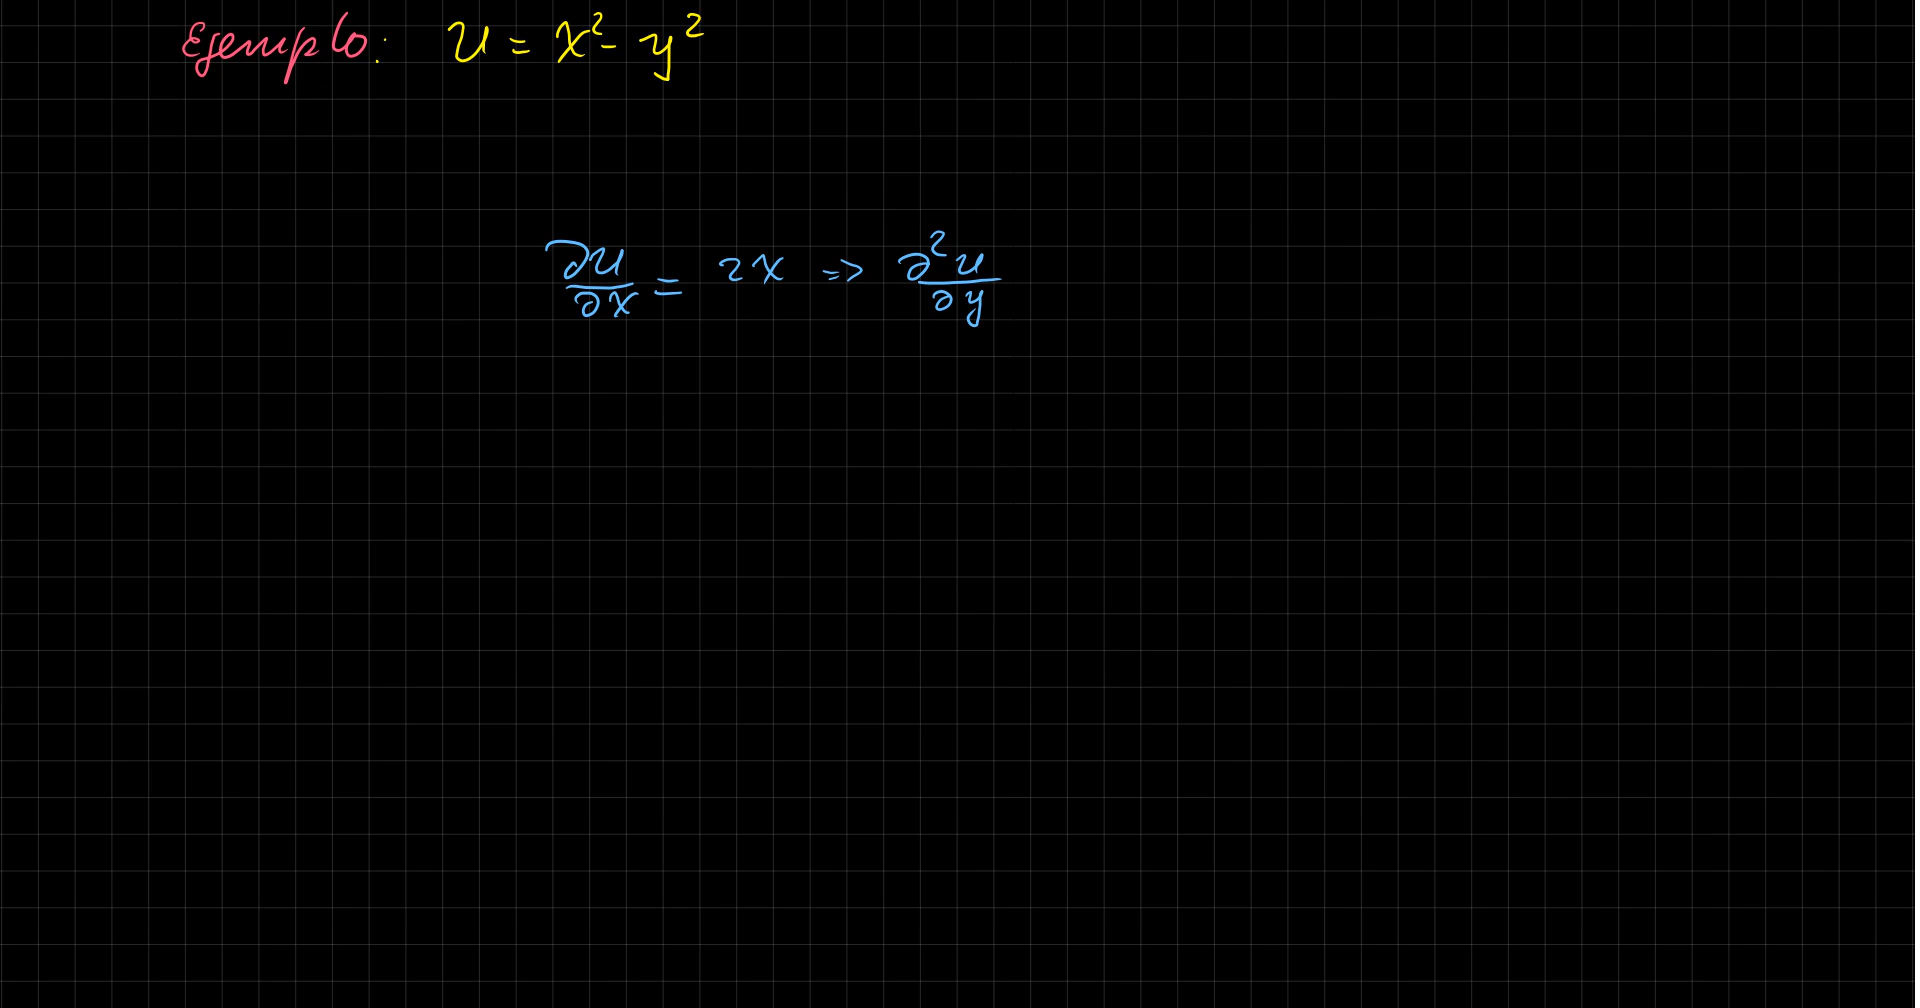 Ejemplo: u = x² - y²
∂u/∂x = 2x => ∂²u/∂y